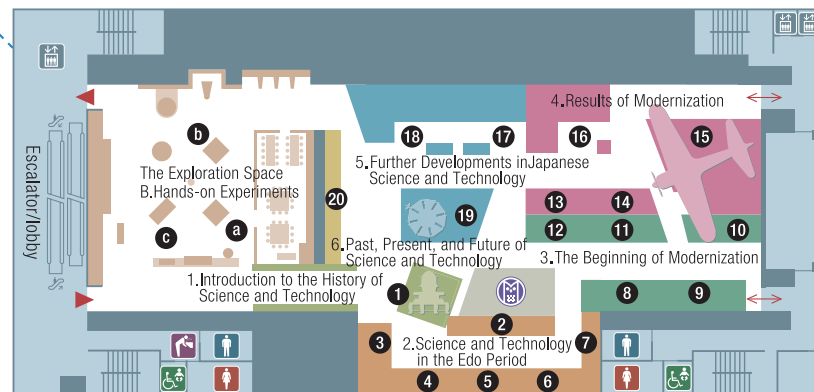 4.Results of Modernization
18
17
16
15
b
The Exploration Space
B.Hands-on Experiments
5.Further Developments inJapanese
Science and Technology
Escalator/lobby
20
13
14
19
c
a
12
11
10
6.Past, Present, and Future of
Science and Technology
3.The Beginning of Modernization
1.Introduction to the History of
Science and Technology
1
8
9
2
3
2.Science and Technology
in the Edo Period
7
4
5
6